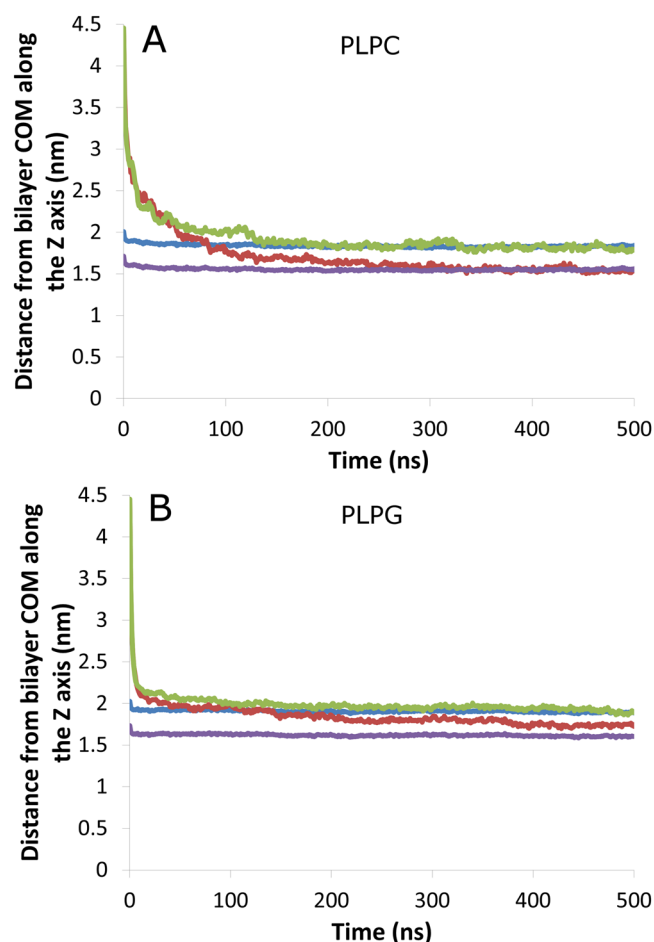 A
PLPC
Distance from bilayer COM along
the Z axis (nm)
4.5
4
3.5
3
2.5
2
1.5
1
0.5
0
0 100 200 300 400 500
Time (ns)
B
PLPG
Distance from bilayer COM along
the Z axis (nm)
4.5
4
3.5
3
2.5
2
1.5
1
0.5
0
0 100 200 300 400 500
Time (ns)